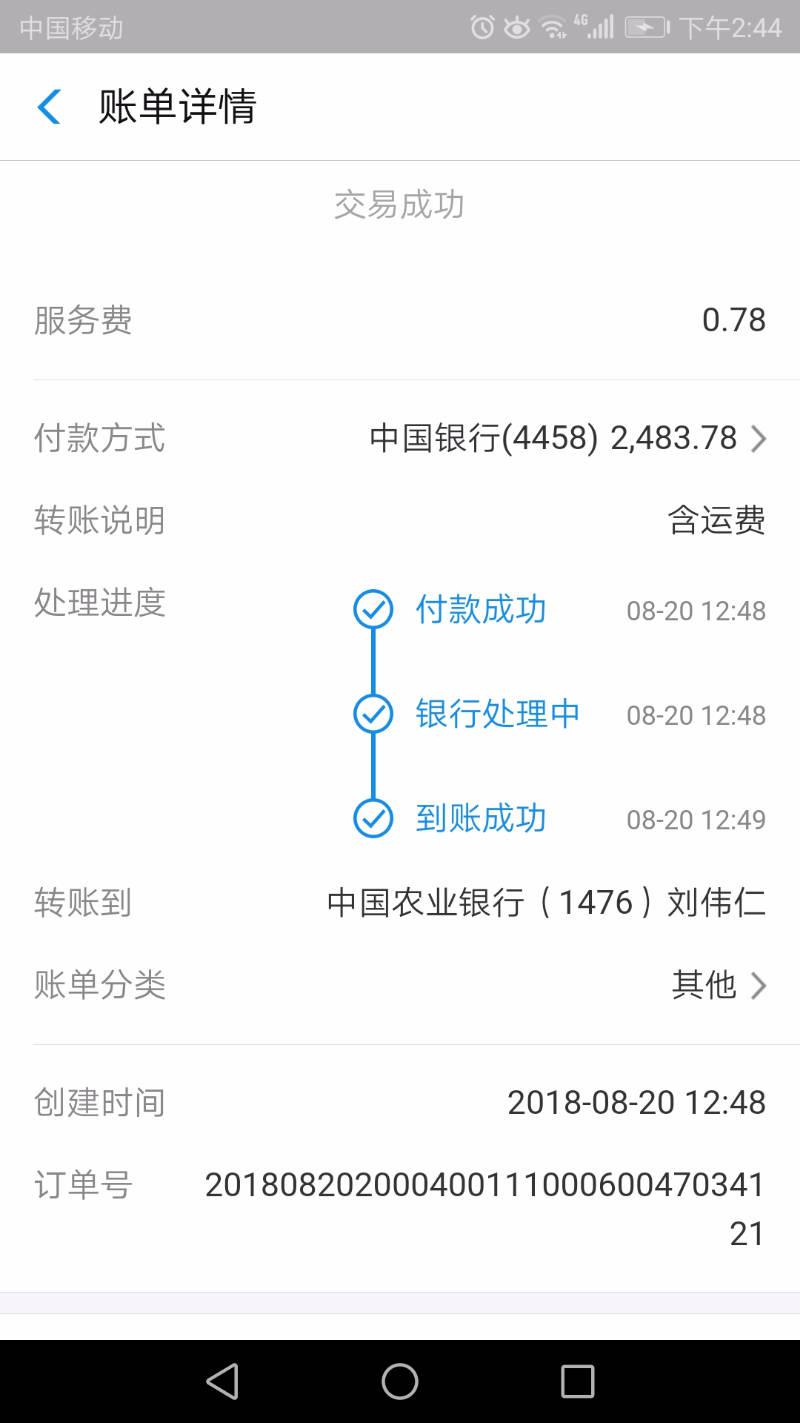 中国移动 4G 下午2:44
账单详情
交易成功
服务费 0.78
付款方式 中国银行(4458) 2,483.78
转账说明 含运费
处理进度 付款成功 08-20 12:48
银行处理中 08-20 12:48
到账成功 08-20 12:49
转账到 中国农业银行（1476）刘伟仁
账单分类 其他
创建时间 2018-08-20 12:48
订单号 20180820200040011100060047034​1
21